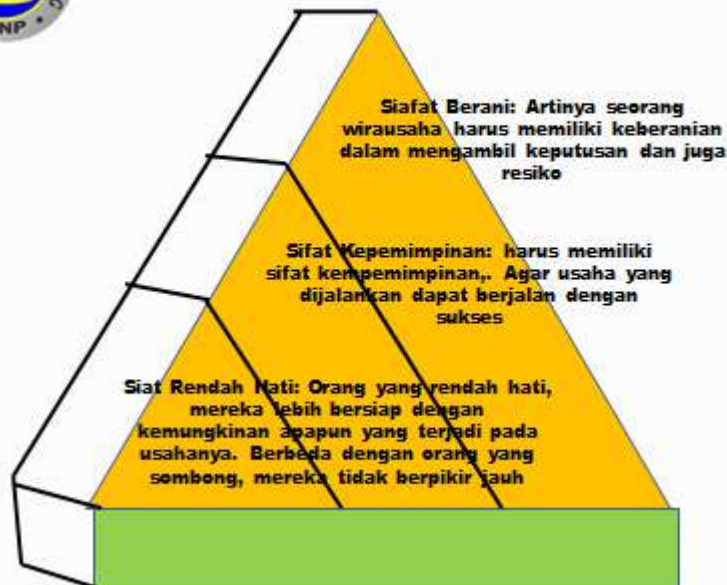 NP
Siafat Berani: Artinya seorang
wirausaha harus memiliki keberanian
dalam mengambil keputusan dan juga
resiko
Sifat Kepemimpinan: harus memiliki
sifat kempemimpinan,. Agar usaha yang
dijalankan dapat berjalan dengan
sukses
Siat Rendah Hati: Orang yang rendah hati,
mereka lebih bersiap dengan
kemungkinan apapun yang terjadi pada
usahanya. Berbeda dengan orang yang
sombong, mereka tidak berpikir jauh